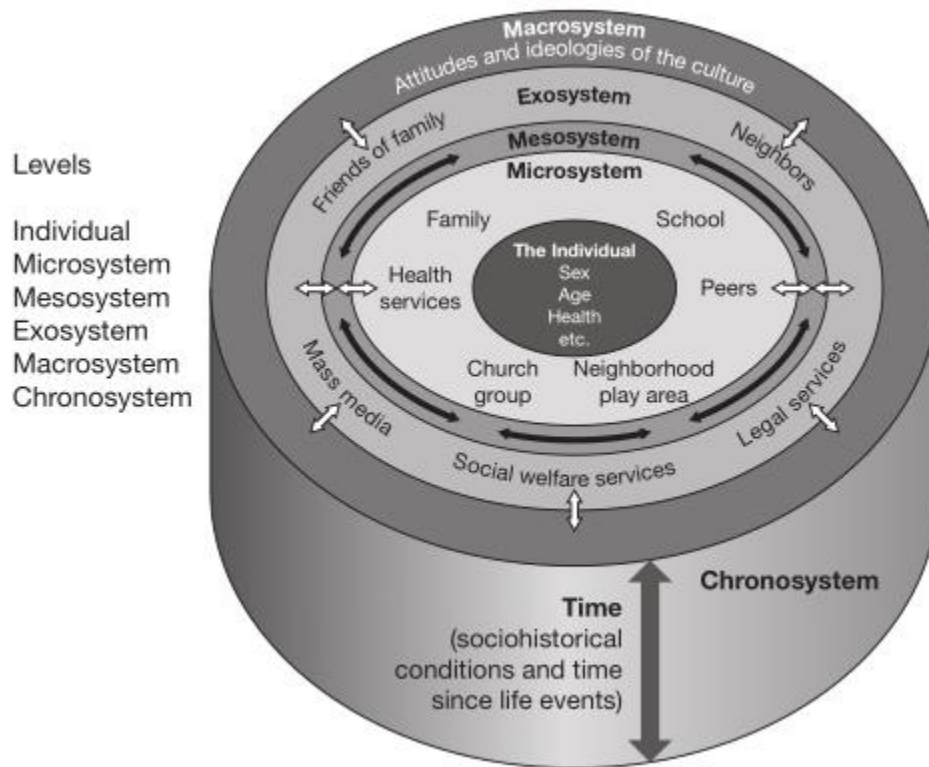 Levels
Individual
Microsystem
Mesosystem
Exosystem
Macrosystem
Chronosystem
Macrosystem
Attitudes and ideologies of the culture
Exosystem
Friends of family
Neighbors
Mesosystem
Microsystem
Family
School
Health
services
The Individual
Sex
Age
Health
etc.
Peers
Church
group
Neighborhood
play area
Mass media
Legal services
Social welfare services
Chronosystem
Time
(sociohistorical
conditions and time
since life events)